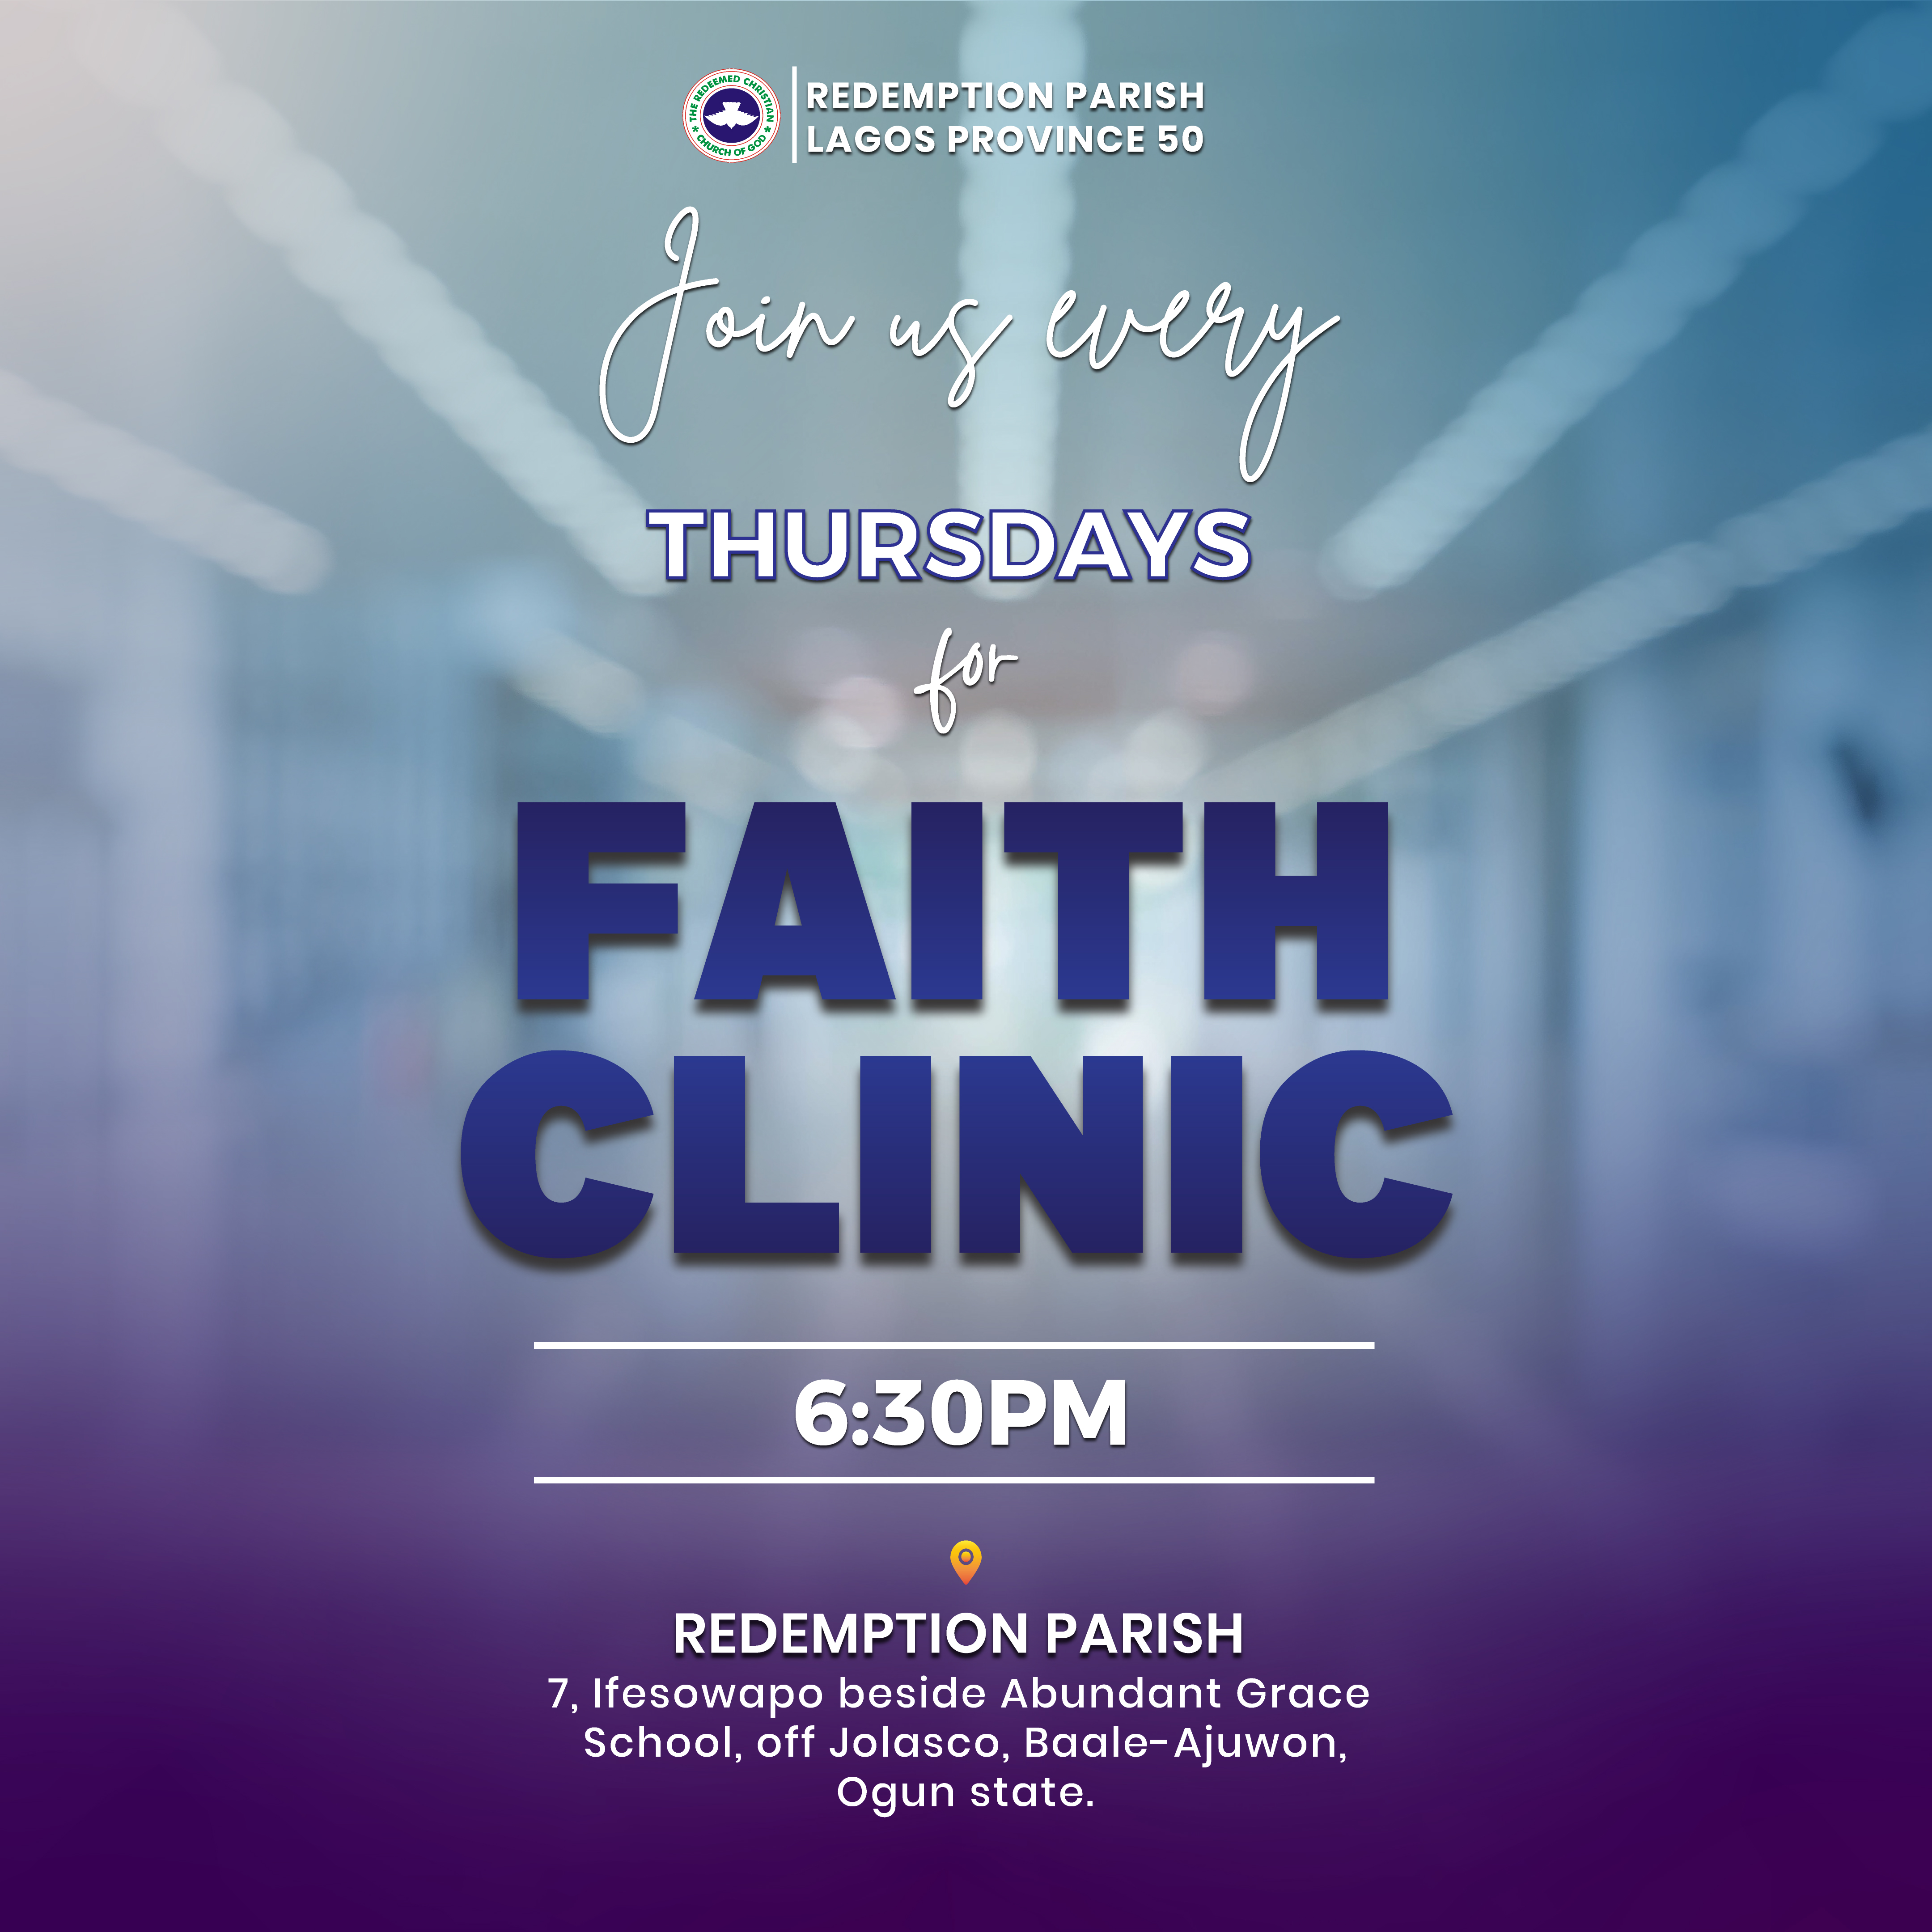 THE REDEEMED CHRISTIAN
CHURCH OF GOD
REDEMPTION PARISH
LAGOS PROVINCE 50
Join us every
THURSDAYS
for
FAITH
CLINIC
6:30PM
REDEMPTION PARISH
7, Ifesowapo beside Abundant Grace
School, off Jolasco, Baale-Ajuwon,
Ogun state.